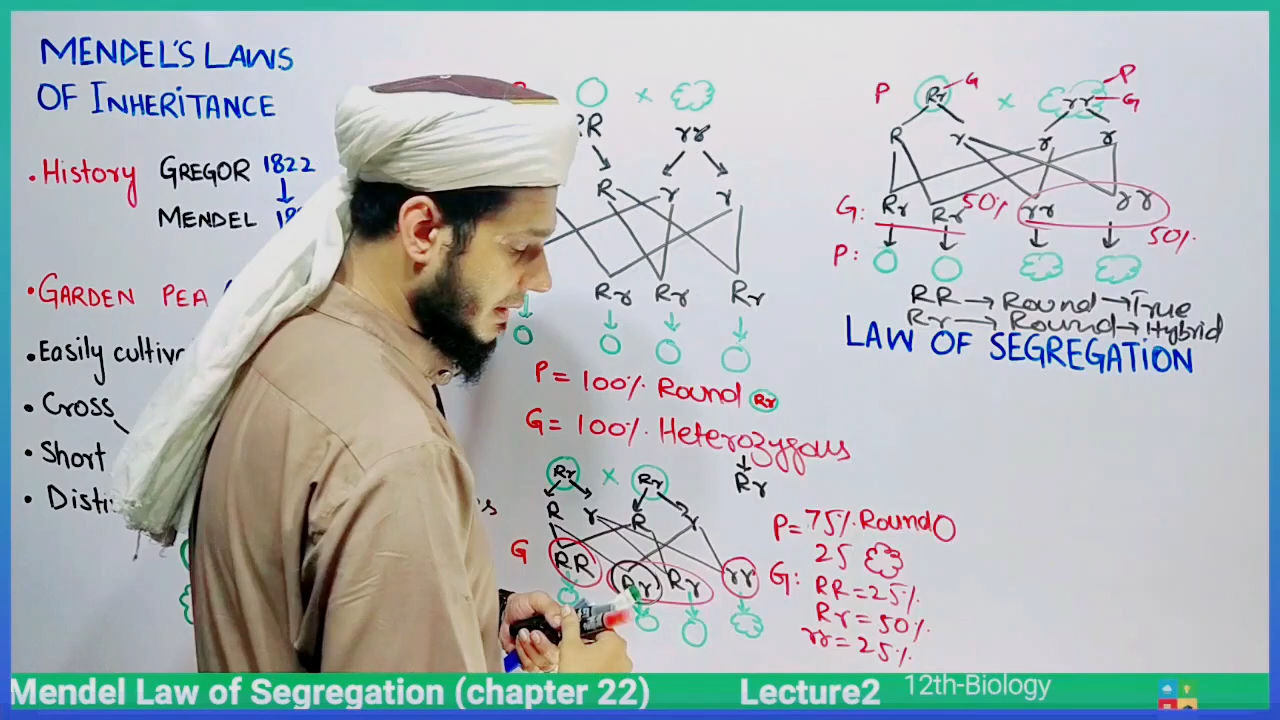 MENDEL'S LAWS
OF INHERITANCE
• History GREGOR 1822
MENDEL
• GARDEN PEA
• Easily
• Cross
• Short
RR rr
R r r
Rr Rr Rr
P = 100% Round Rr
G = 100% Heterozygous
Rr
Rr × Rr
R r R r
G RR Rr Rr rr
P = 75% Round
25
G: RR = 25%
Rr = 50%
rr = 25%
P Rr G × rr P
G
R r r r
G: Rr Rr 50% rr rr
50%
P:
RR → Round → True
Rr → Round → Hybrid
LAW OF SEGREGATION
Mendel Law of Segregation (chapter 22) Lecture2 12th-Biology